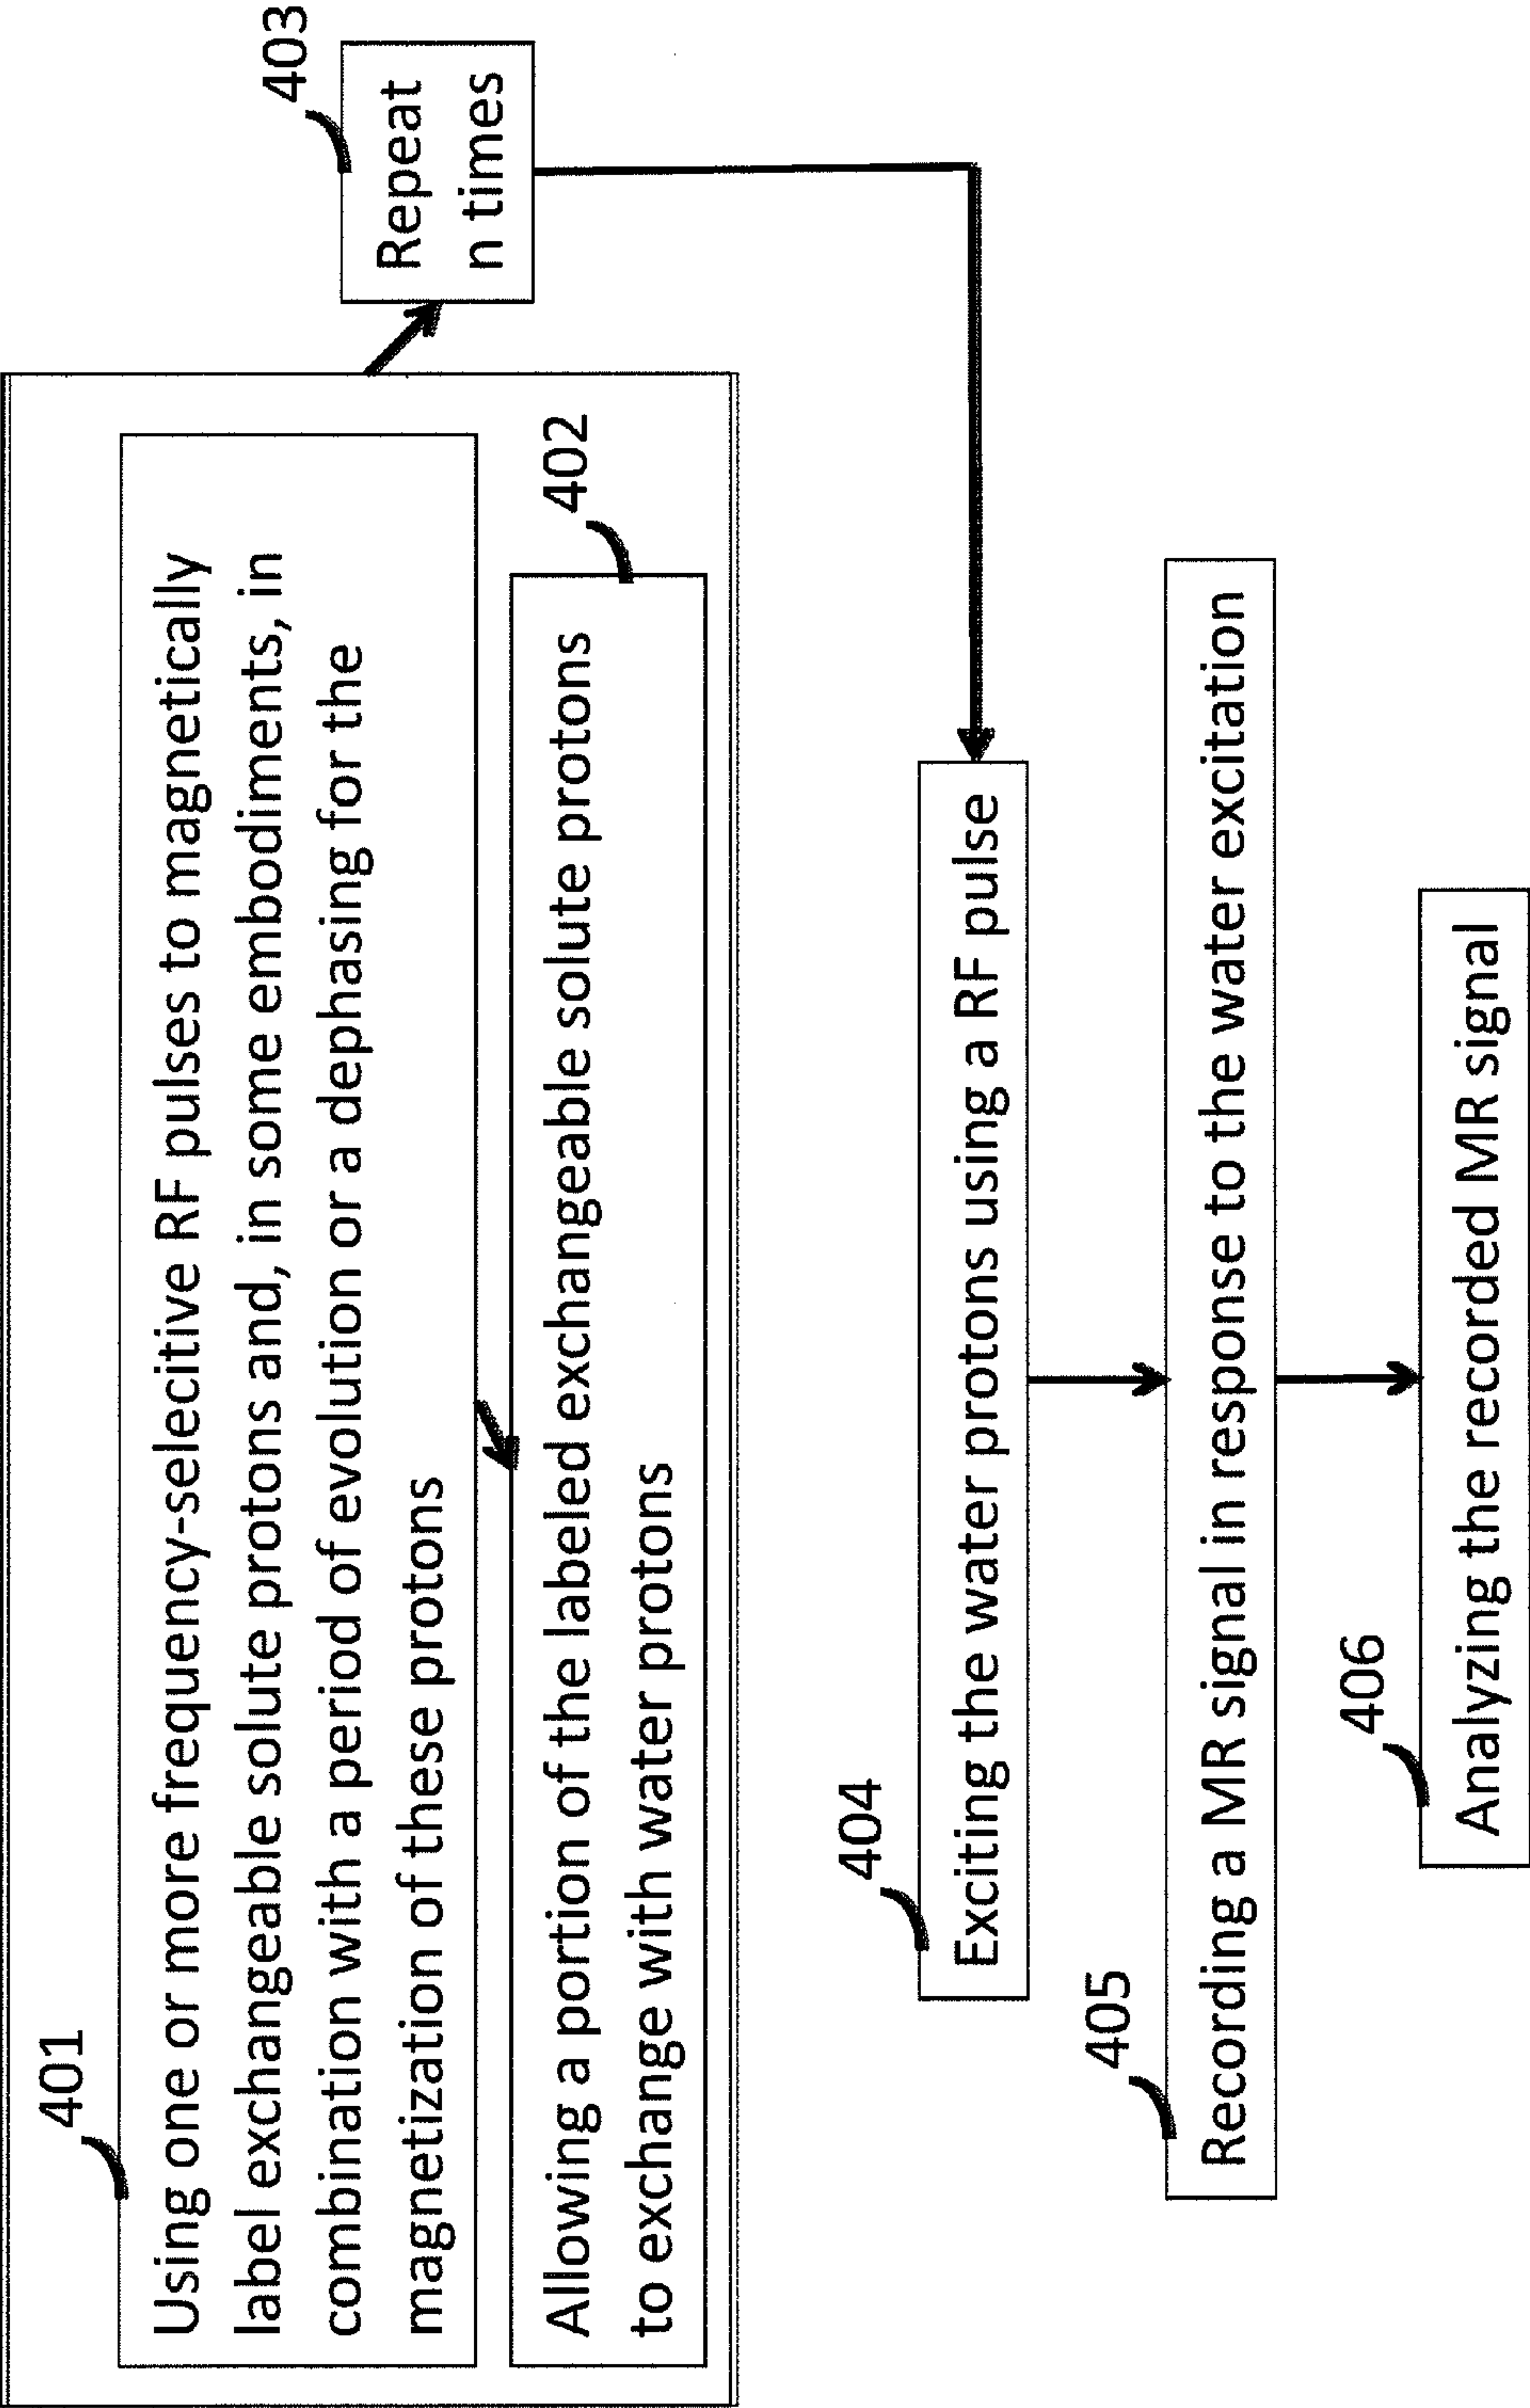 401
Using one or more frequency-selecitive RF pulses to magnetically
label exchangeable solute protons and, in some embodiments, in
combination with a period of evolution or a dephasing for the
magnetization of these protons
402
Allowing a portion of the labeled exchangeable solute protons
to exchange with water protons
403
Repeat
n times
404
Exciting the water protons using a RF pulse
405
Recording a MR signal in response to the water excitation
406
Analyzing the recorded MR signal